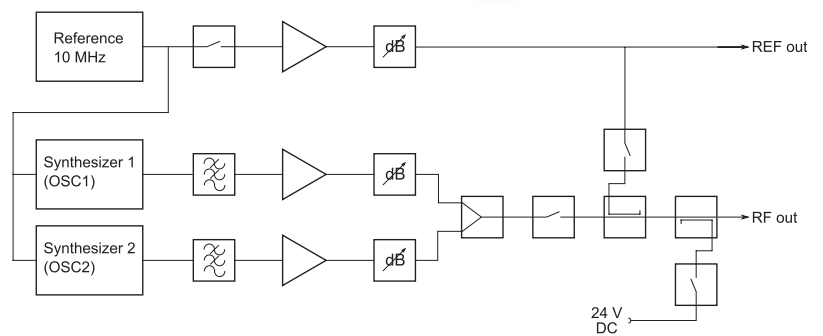 Reference
10 MHz
dB
REF out
Synthesizer 1
(OSC1)
dB
RF out
Synthesizer 2
(OSC2)
dB
24 V
DC